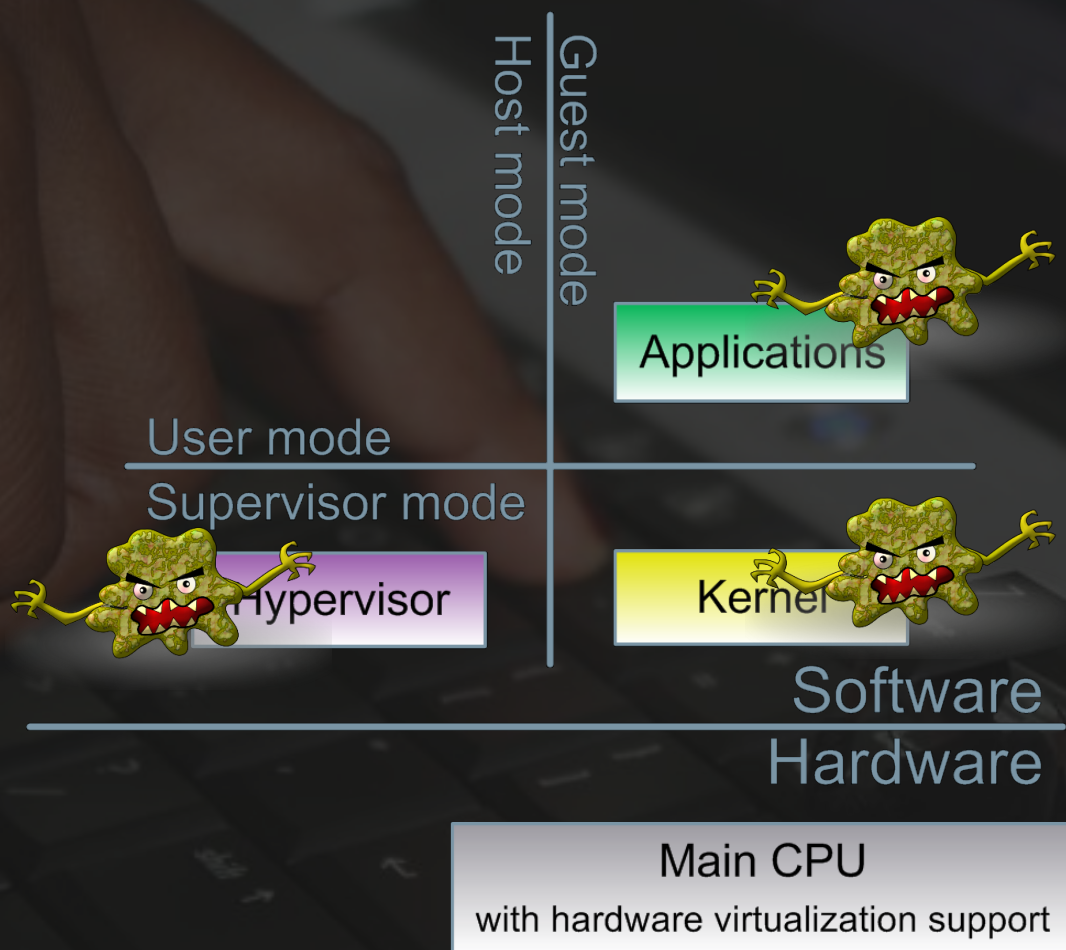 Host mode
Guest mode
Applications
User mode
Supervisor mode
Hypervisor
Kernel
Software
Hardware
Main CPU
with hardware virtualization support
shift